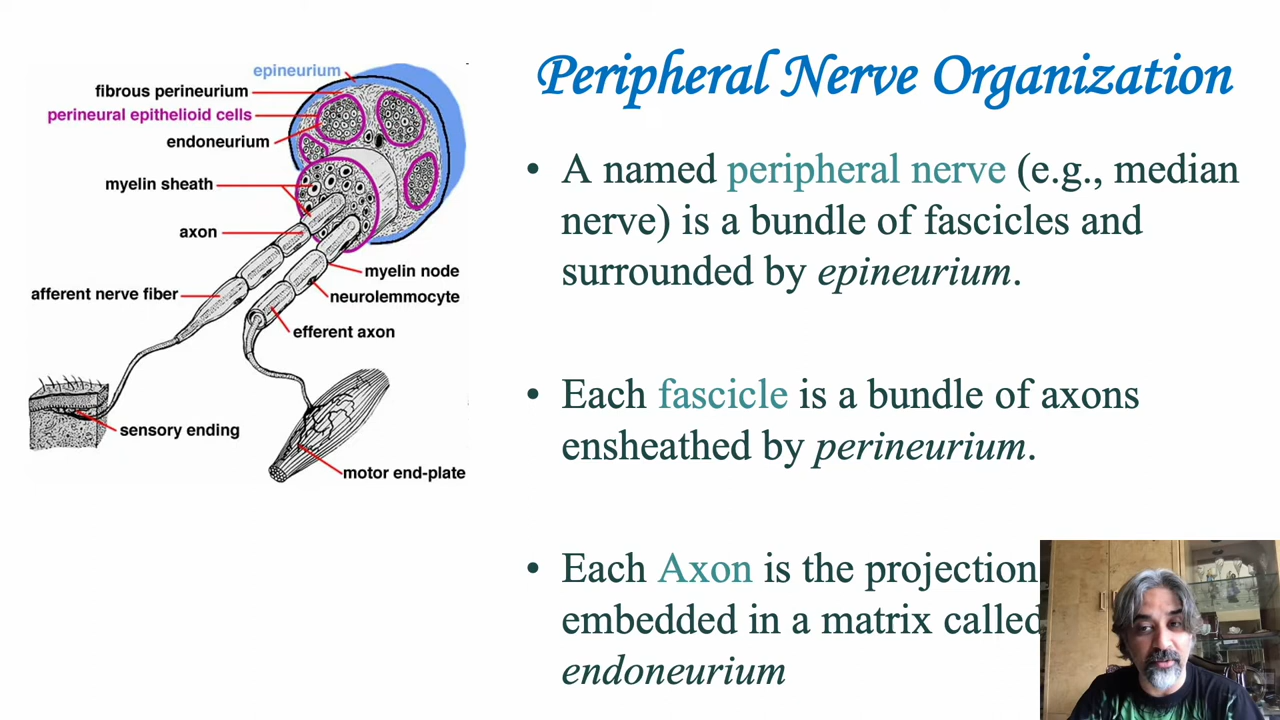 Peripheral Nerve Organization
epineurium
fibrous perineurium
perineural epithelioid cells
endoneurium
myelin sheath
axon
myelin node
afferent nerve fiber
neurolemmocyte
efferent axon
sensory ending
motor end-plate
• A named peripheral nerve (e.g., median
nerve) is a bundle of fascicles and
surrounded by epineurium.
• Each fascicle is a bundle of axons
ensheathed by perineurium.
• Each Axon is the projection
embedded in a matrix called
endoneurium